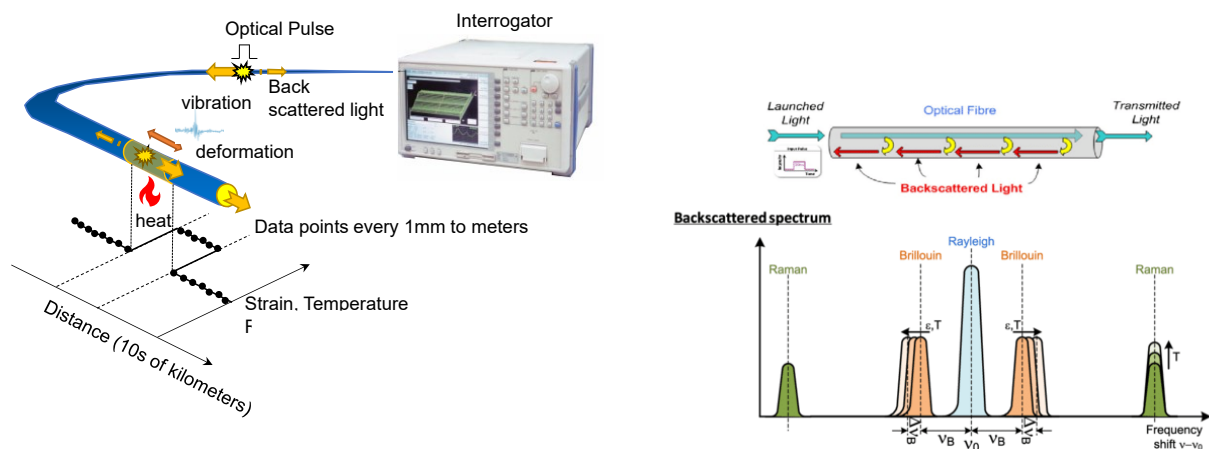 Interrogator
Optical Pulse
Back
scattered light
vibration
deformation
heat
Data points every 1mm to meters
Strain, Temperature
F
Distance (10s of kilometers)
Launched
Light
Optical Fibre
Transmitted
Light
Backscattered Light
Backscattered spectrum
Rayleigh
Brillouin
Brillouin
Raman
Raman
ε,T
ε,T
T
ΔνB
νB
ν0
νB
ΔνB
Frequency
shift ν–ν0